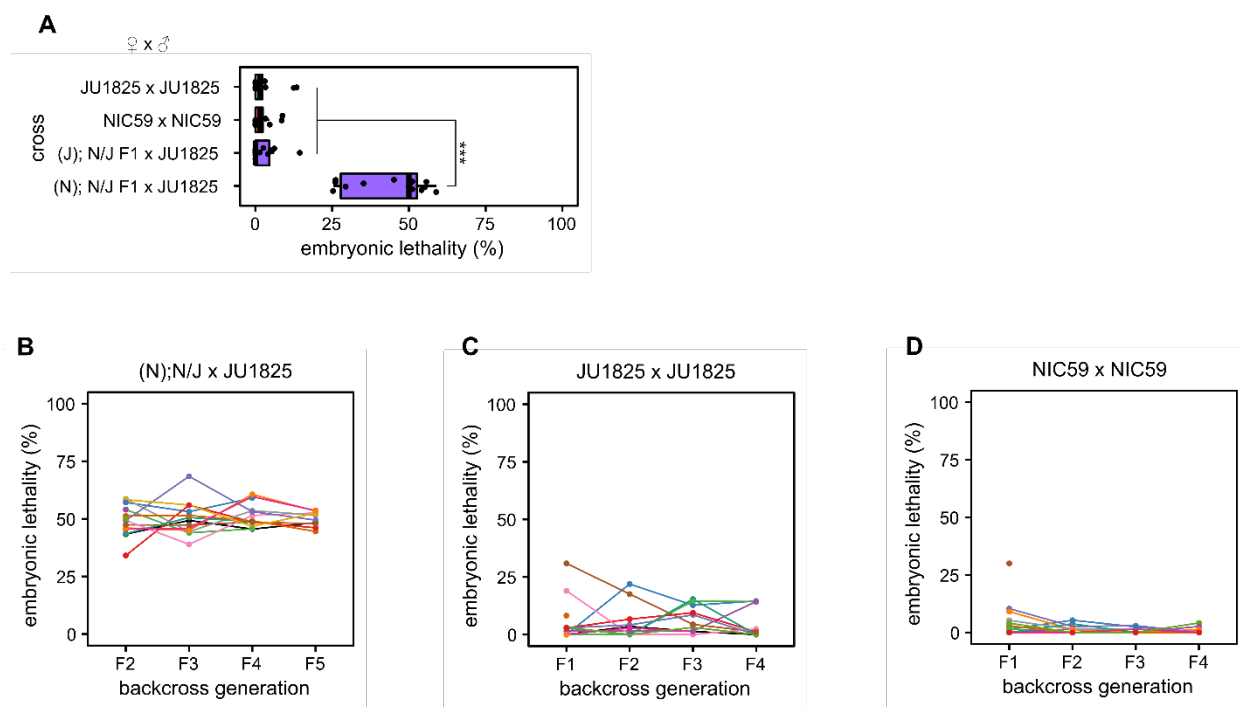 A
♀ x ♂
JU1825 x JU1825
NIC59 x NIC59
(J); N/J F1 x JU1825
(N); N/J F1 x JU1825
cross
***
0 25 50 75 100
embryonic lethality (%)
B
(N);N/J x JU1825
embryonic lethality (%)
100
75
50
25
0
F2 F3 F4 F5
backcross generation
C
JU1825 x JU1825
embryonic lethality (%)
100
75
50
25
0
F1 F2 F3 F4
backcross generation
D
NIC59 x NIC59
embryonic lethality (%)
100
75
50
25
0
F1 F2 F3 F4
backcross generation